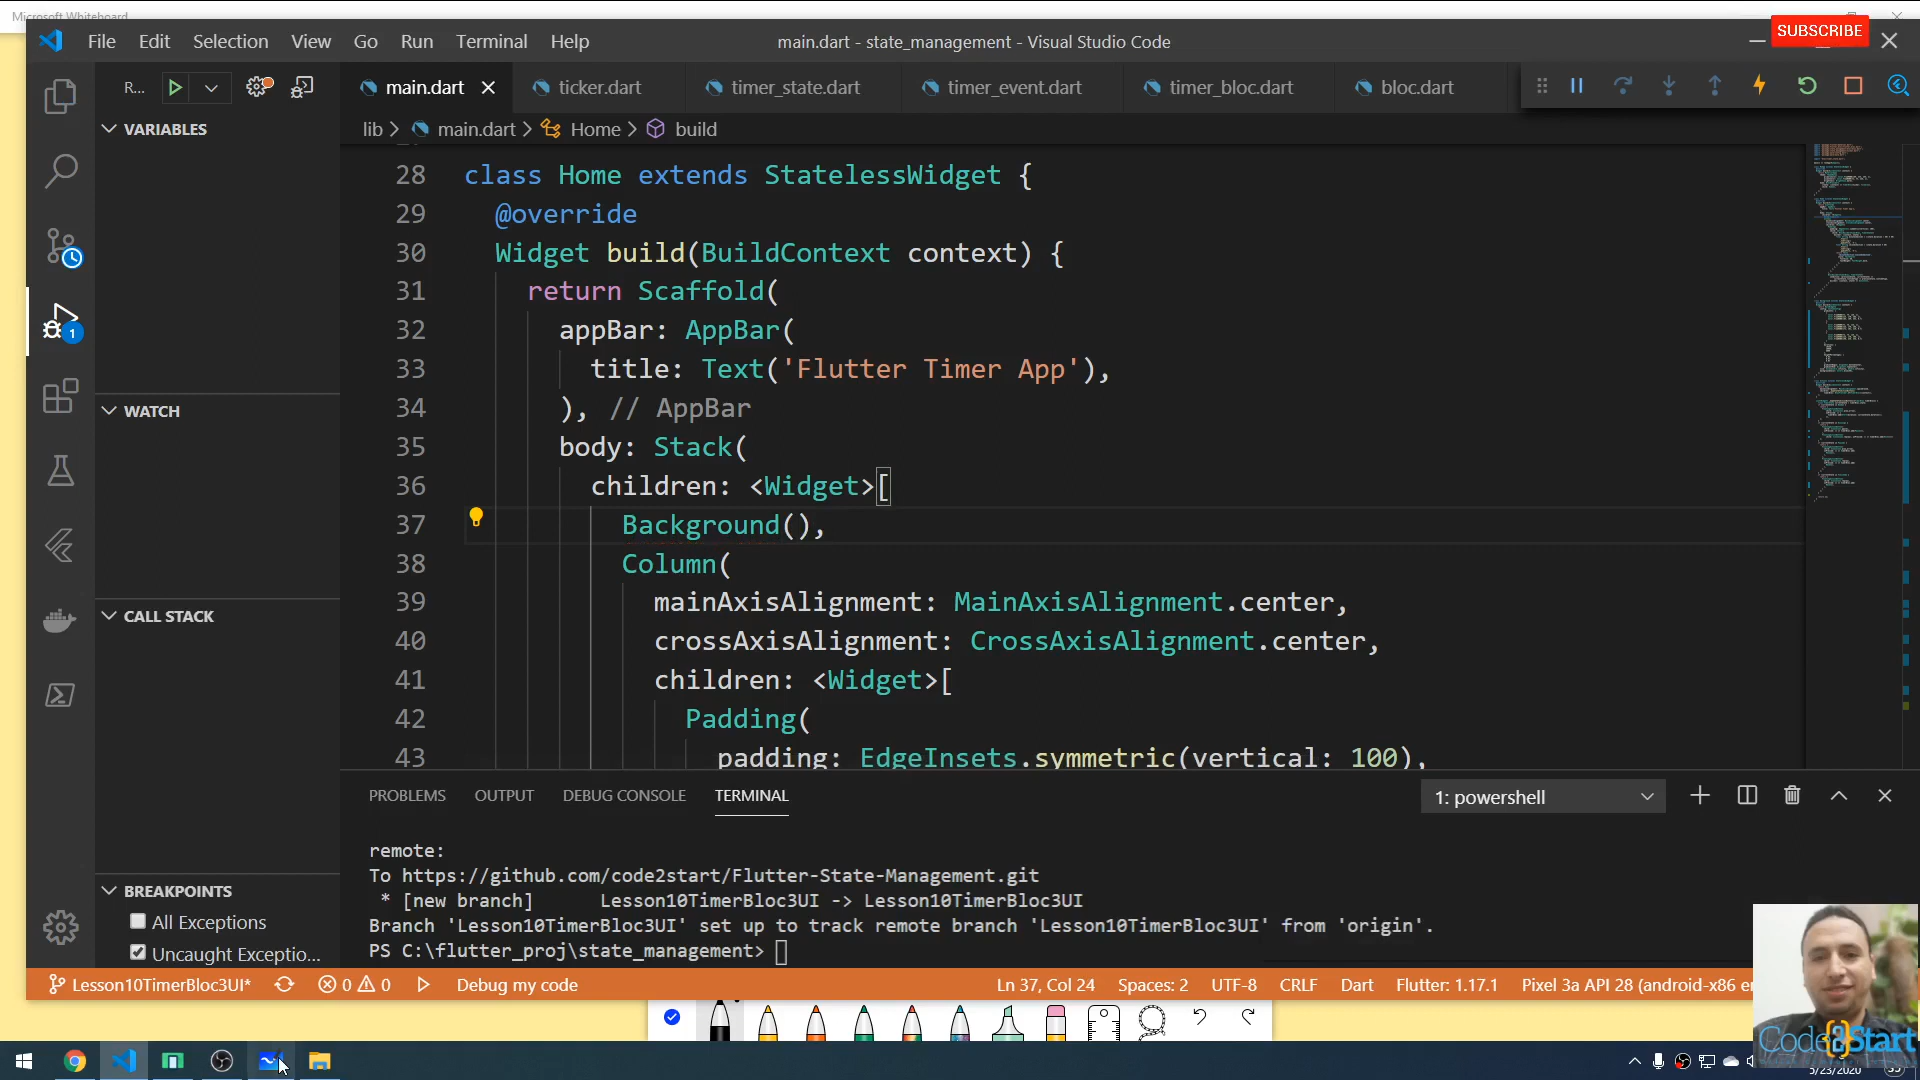 Microsoft Whiteboard
File Edit Selection View Go Run Terminal Help
main.dart - state_management - Visual Studio Code
SUBSCRIBE
R...
main.dart
ticker.dart
timer_state.dart
timer_event.dart
timer_bloc.dart
bloc.dart
lib > main.dart > Home > build
VARIABLES
WATCH
CALL STACK
BREAKPOINTS
All Exceptions
Uncaught Exceptio...
1
28 class Home extends StatelessWidget {
29 @override
30 Widget build(BuildContext context) {
31 return Scaffold(
32 appBar: AppBar(
33 title: Text('Flutter Timer App'),
34 ), // AppBar
35 body: Stack(
36 children: <Widget>[
37 Background(),
38 Column(
39 mainAxisAlignment: MainAxisAlignment.center,
40 crossAxisAlignment: CrossAxisAlignment.center,
41 children: <Widget>[
42 Padding(
43 padding: EdgeInsets.symmetric(vertical: 100),
PROBLEMS OUTPUT DEBUG CONSOLE TERMINAL
1: powershell
remote:
To https://github.com/code2start/Flutter-State-Management.git
* [new branch] Lesson10TimerBloc3UI -> Lesson10TimerBloc3UI
Branch 'Lesson10TimerBloc3UI' set up to track remote branch 'Lesson10TimerBloc3UI' from 'origin'.
PS C:\flutter_proj\state_management>
Lesson10TimerBloc3UI* 0 0 Debug my code
Ln 37, Col 24 Spaces: 2 UTF-8 CRLF Dart Flutter: 1.17.1 Pixel 3a API 28 (android-x86 e
Code{2}Start
5/23/2020